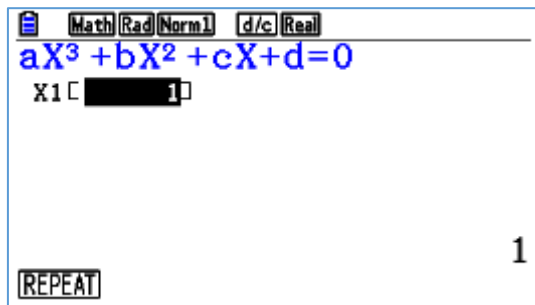 Math Rad Norm1 d/c Real
aX³+bX²+cX+d=0
X1[ 1]
1
REPEAT